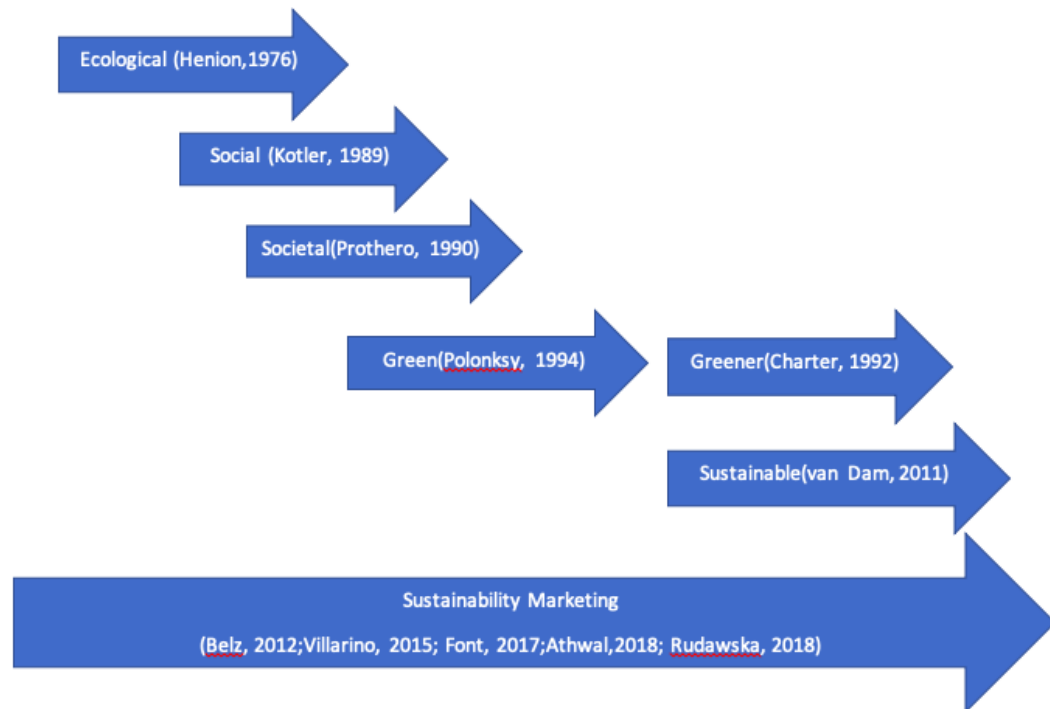 Ecological (Henion,1976)
Social (Kotler, 1989)
Societal(Prothero, 1990)
Green(Polonksy, 1994)
Greener(Charter, 1992)
Sustainable(van Dam, 2011)
Sustainability Marketing
(Belz, 2012;Villarino, 2015; Font, 2017;Athwal,2018; Rudawska, 2018)